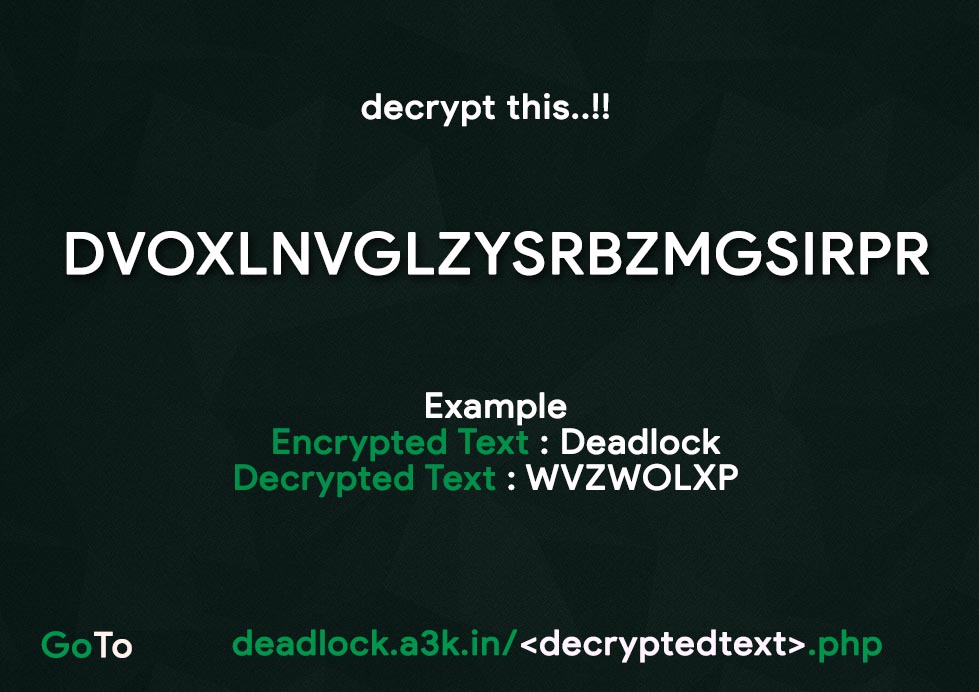 decrypt this..!!
DVOXLNVGLZYSRBZMGSIRPR
Example
Encrypted Text : Deadlock
Decrypted Text : WVZWOLXP
GoTo deadlock.a3k.in/<decryptedtext>.php